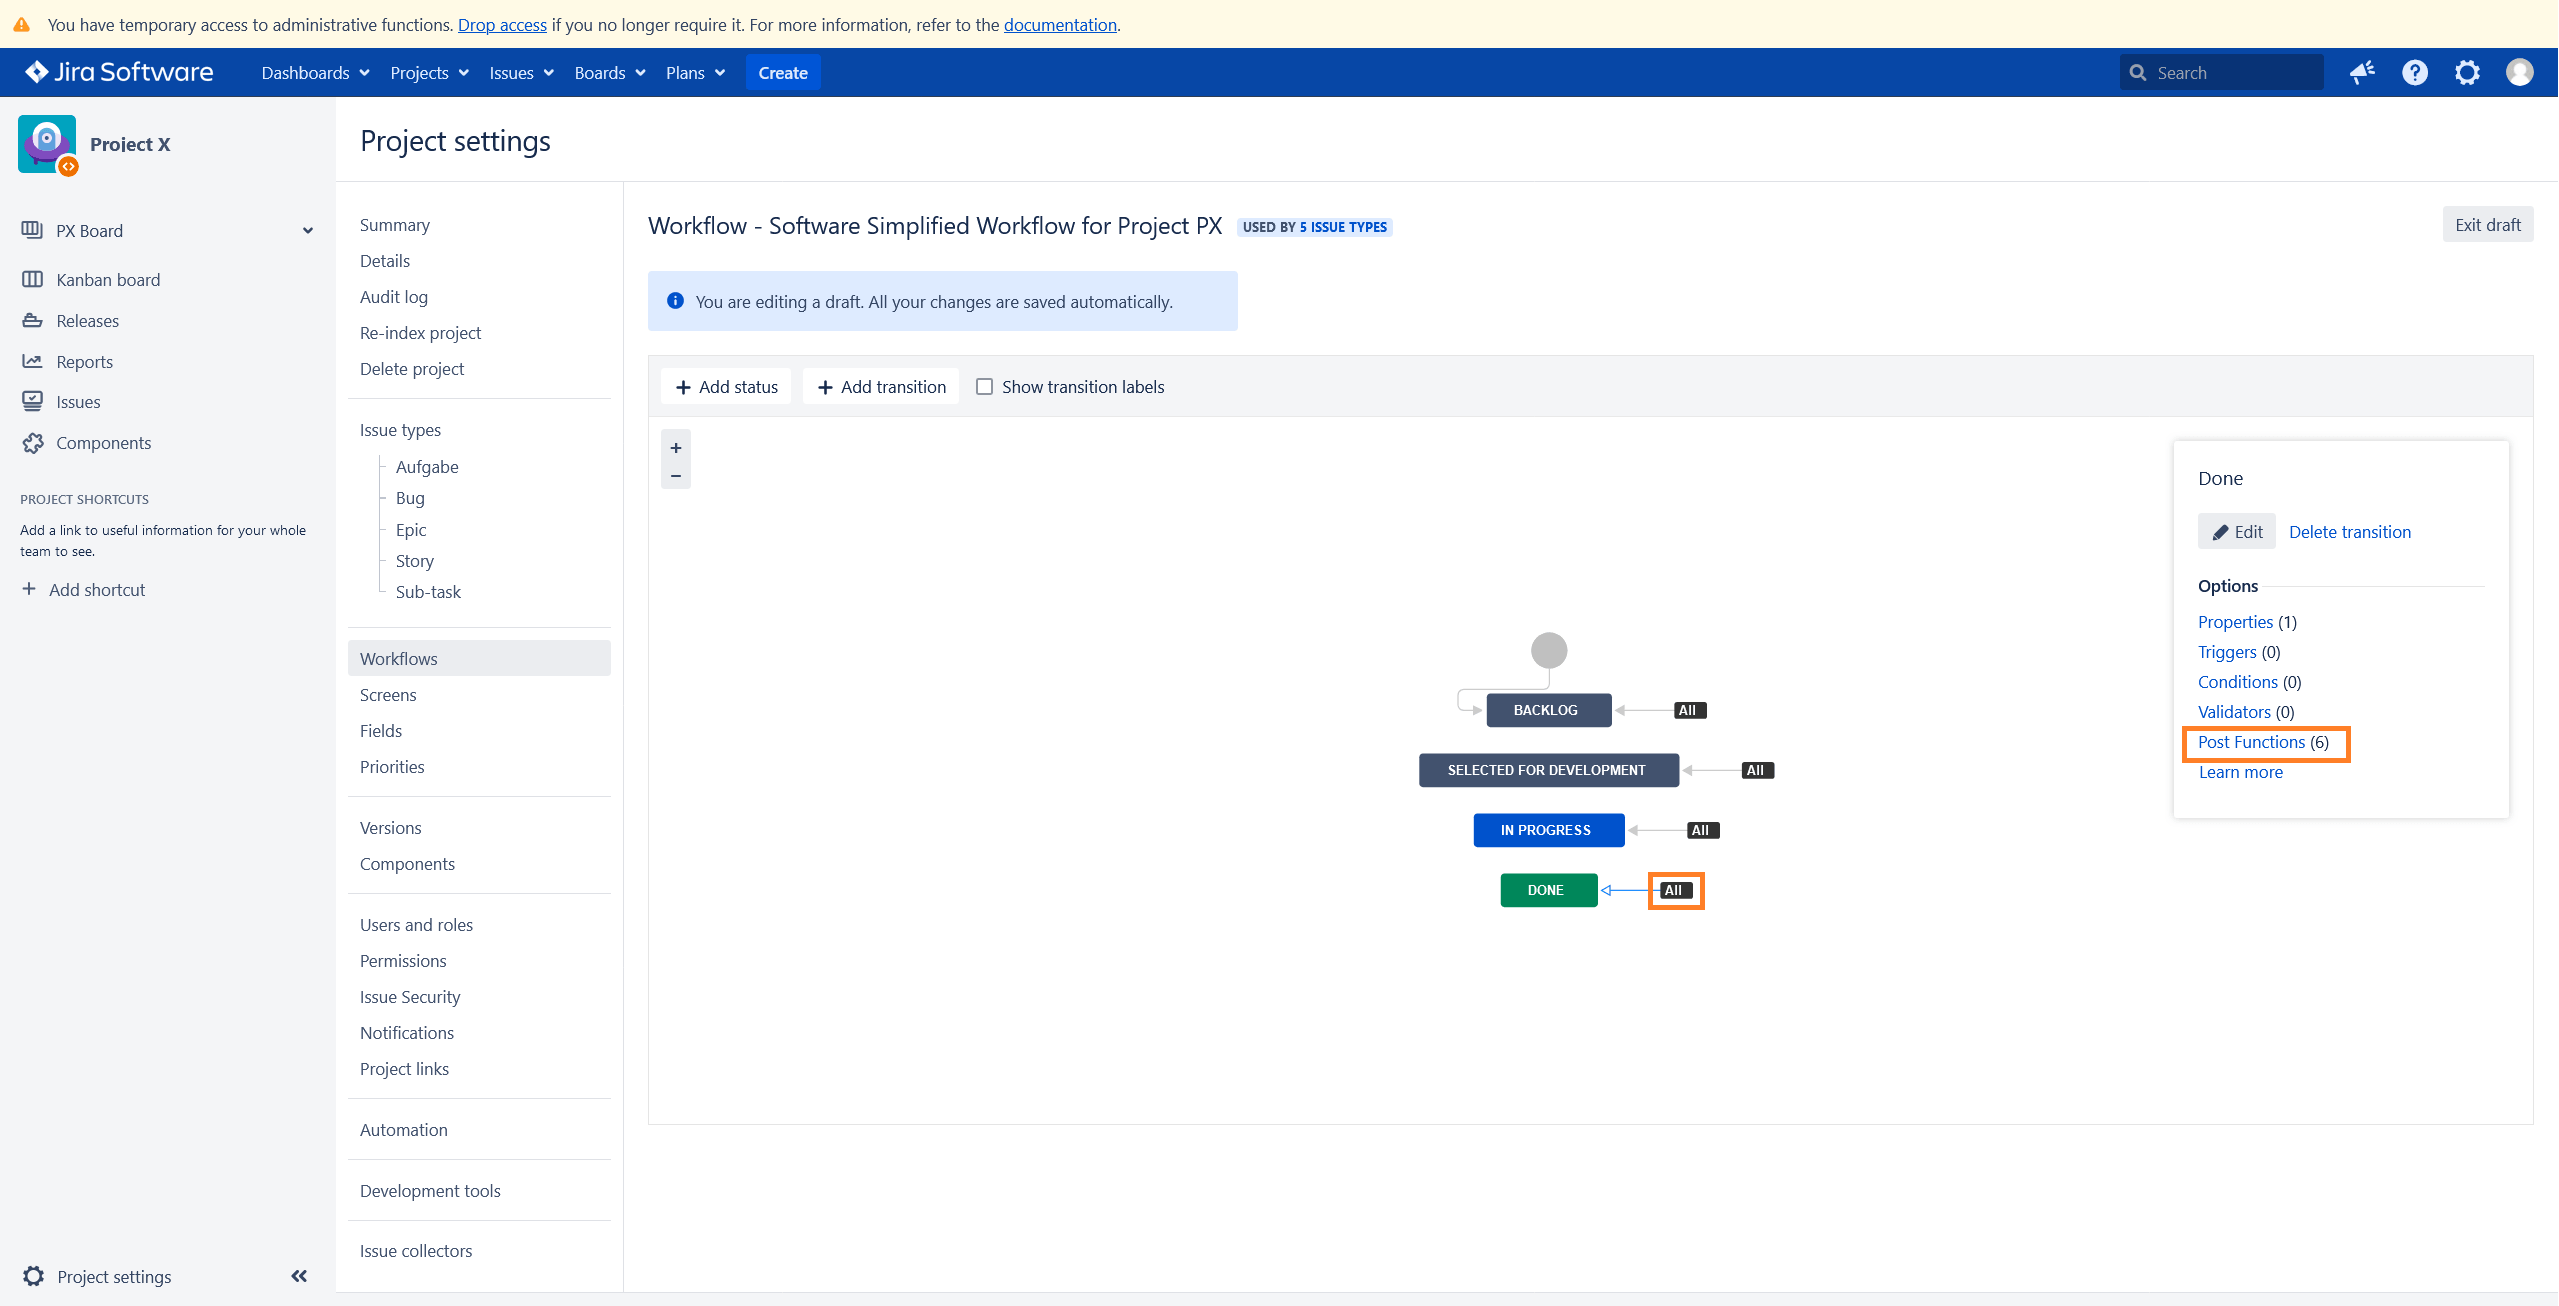 You have temporary access to administrative functions. Drop access if you no longer require it. For more information, refer to the documentation.
Jira Software Dashboards Projects Issues Boards Plans Create Search
Project X
PX Board
Kanban board
Releases
Reports
Issues
Components
PROJECT SHORTCUTS
Add a link to useful information for your whole
team to see.
+ Add shortcut
Project settings
Project settings
Summary
Details
Audit log
Re-index project
Delete project
Issue types
Aufgabe
Bug
Epic
Story
Sub-task
Workflows
Screens
Fields
Priorities
Versions
Components
Users and roles
Permissions
Issue Security
Notifications
Project links
Automation
Development tools
Issue collectors
Workflow - Software Simplified Workflow for Project PX USED BY 5 ISSUE TYPES Exit draft
You are editing a draft. All your changes are saved automatically.
+ Add status + Add transition Show transition labels
+
−
BACKLOG All
SELECTED FOR DEVELOPMENT All
IN PROGRESS All
DONE All
Done
Edit Delete transition
Options
Properties (1)
Triggers (0)
Conditions (0)
Validators (0)
Post Functions (6)
Learn more